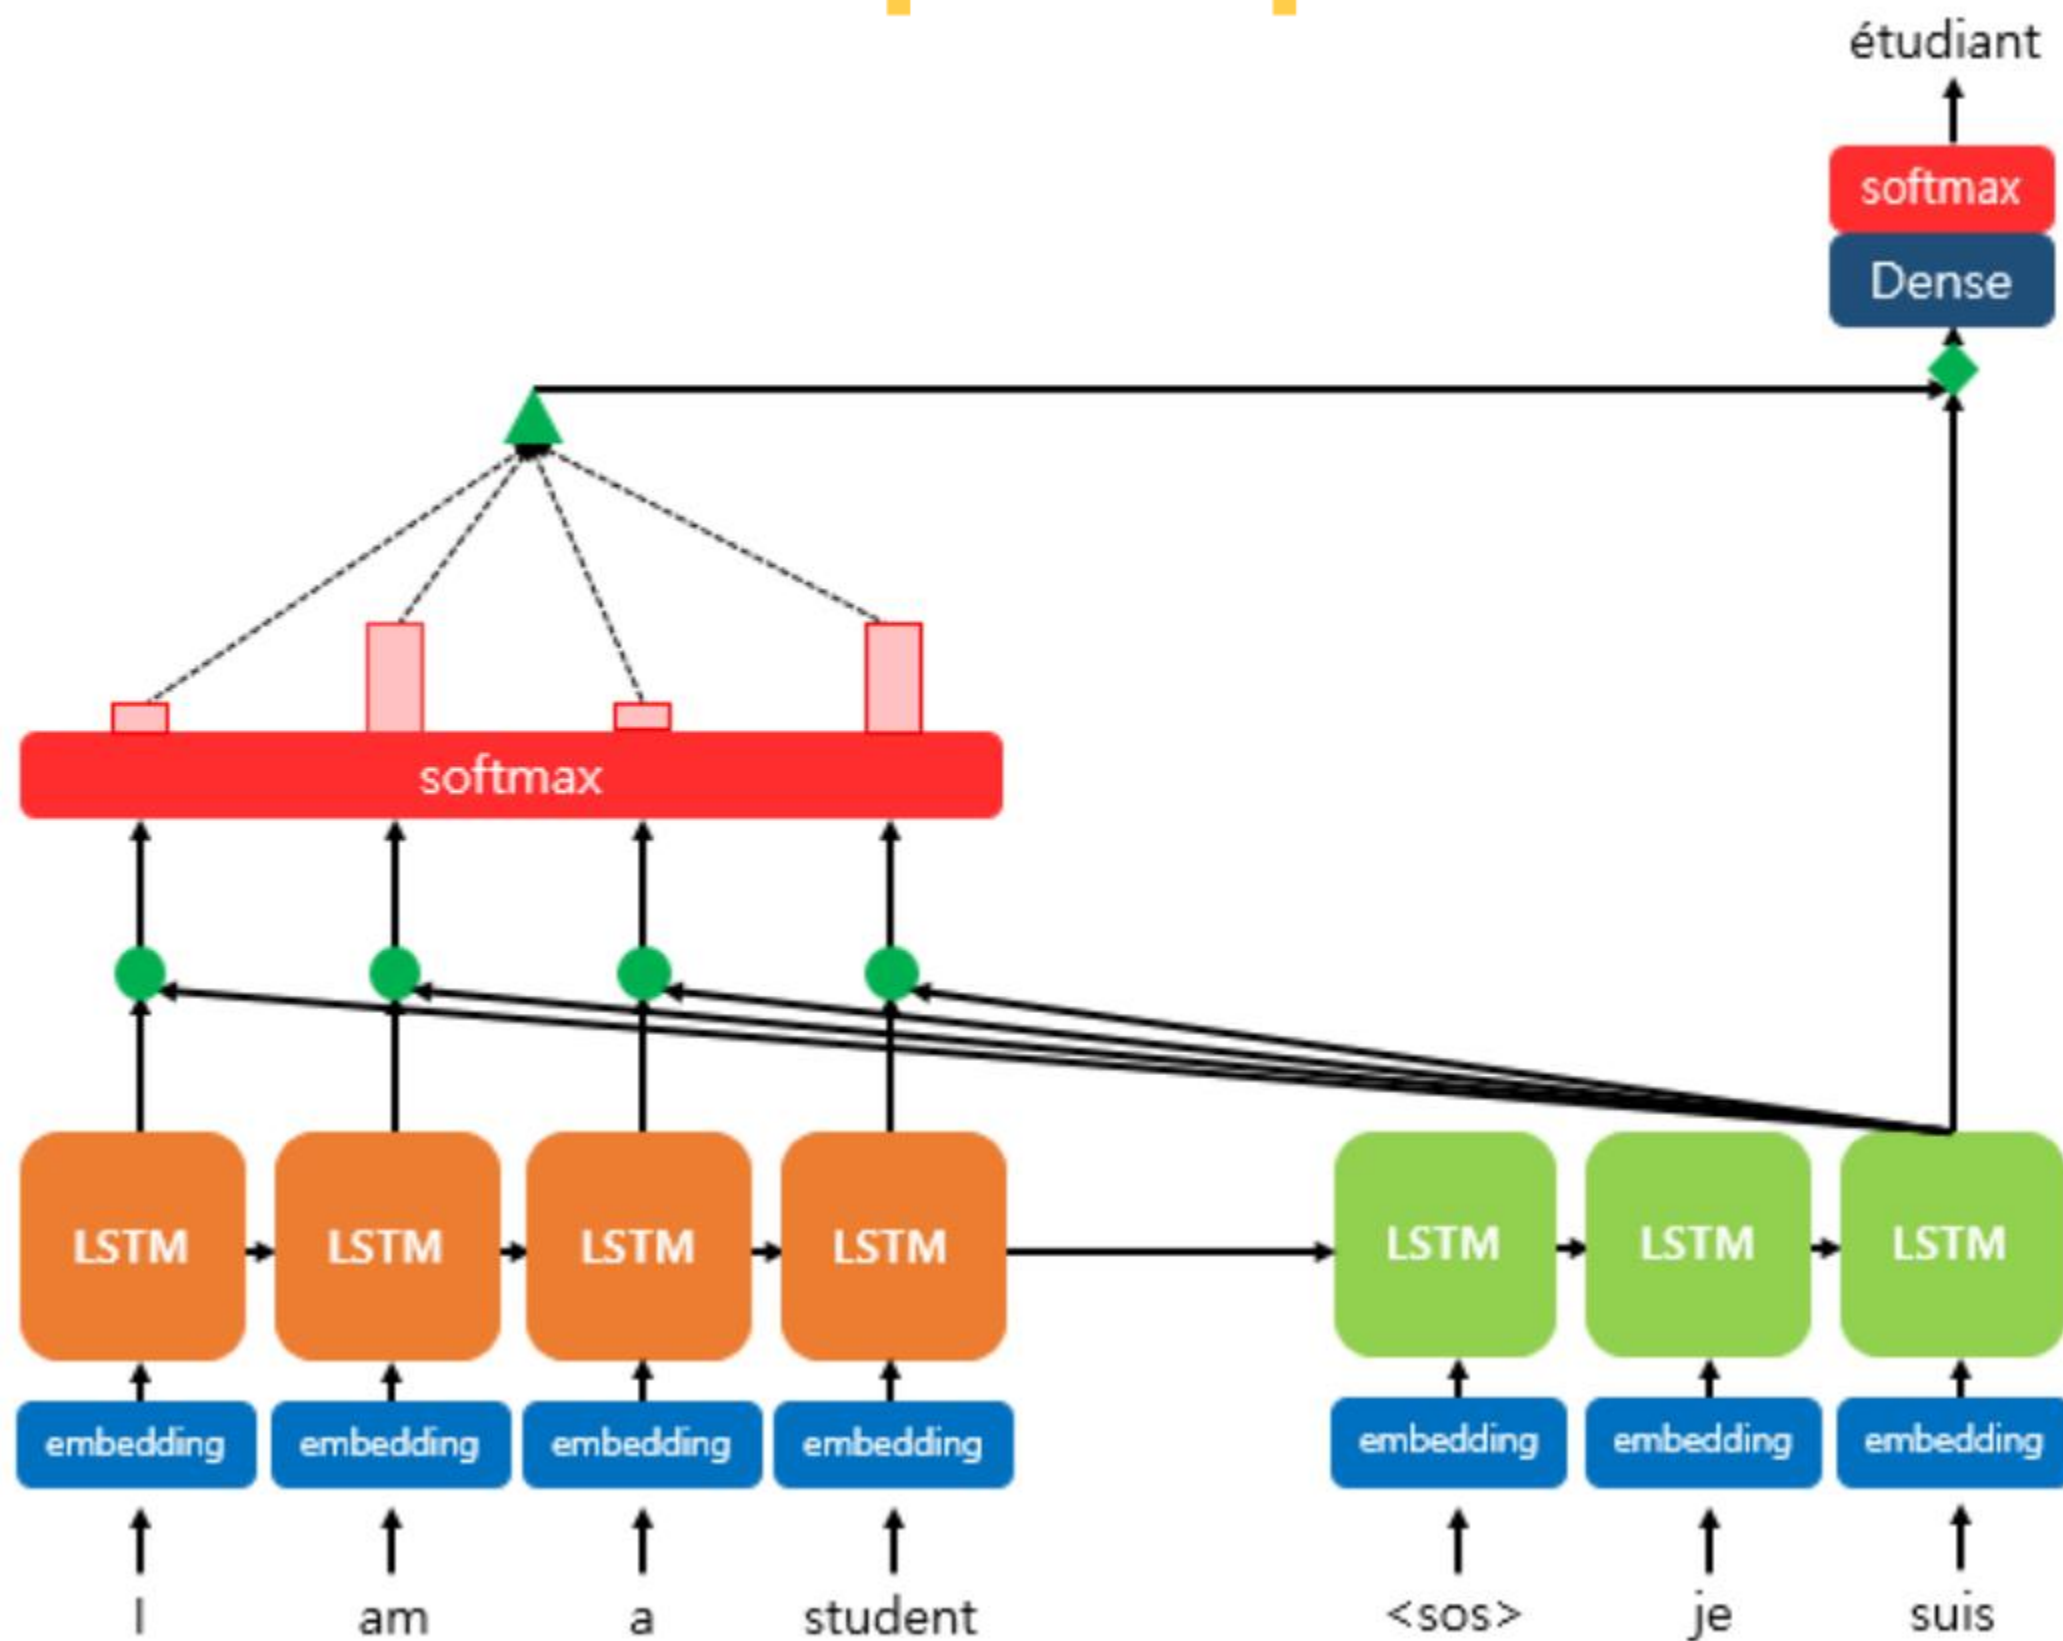 étudiant
softmax
Dense
softmax
LSTM LSTM LSTM LSTM LSTM LSTM LSTM
embedding embedding embedding embedding embedding embedding embedding
I am a student <sos> je suis